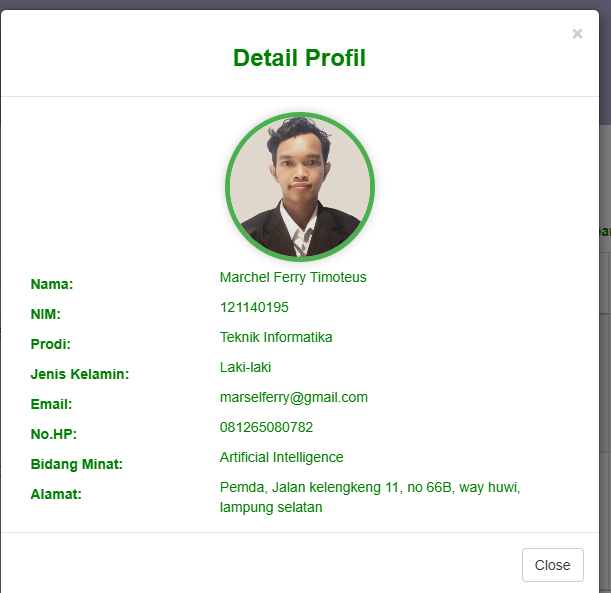 ×
Detail Profil
Nama: Marchel Ferry Timoteus
NIM: 121140195
Prodi: Teknik Informatika
Jenis Kelamin: Laki-laki
Email: marselferry@gmail.com
No.HP: 081265080782
Bidang Minat: Artificial Intelligence
Alamat: Pemda, Jalan kelengkeng 11, no 66B, way huwi,
lampung selatan
Close